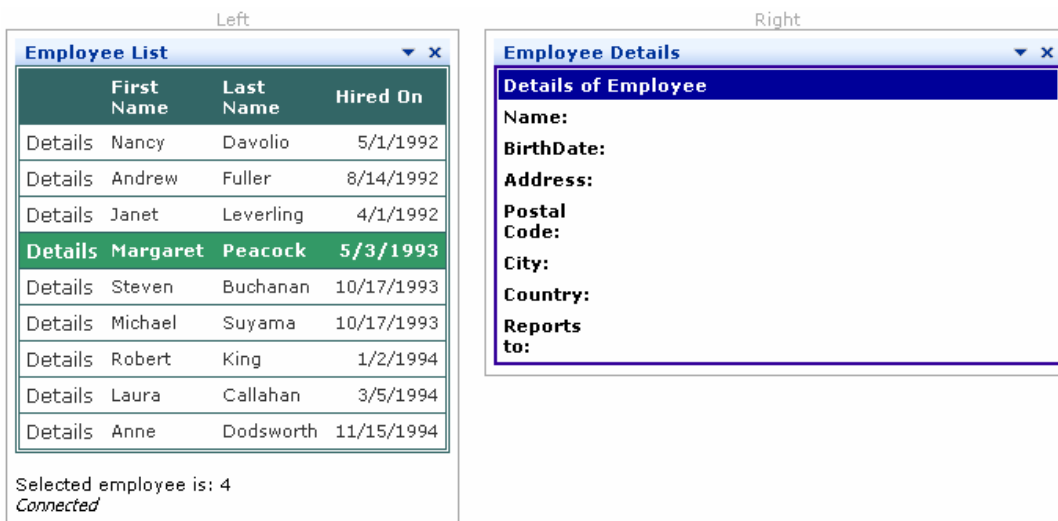 Left
Employee List
First Name Last Name Hired On
Details Nancy Davolio 5/1/1992
Details Andrew Fuller 8/14/1992
Details Janet Leverling 4/1/1992
Details Margaret Peacock 5/3/1993
Details Steven Buchanan 10/17/1993
Details Michael Suyama 10/17/1993
Details Robert King 1/2/1994
Details Laura Callahan 3/5/1994
Details Anne Dodsworth 11/15/1994
Selected employee is: 4
Connected
Right
Employee Details
Details of Employee
Name:
BirthDate:
Address:
Postal
Code:
City:
Country:
Reports
to: